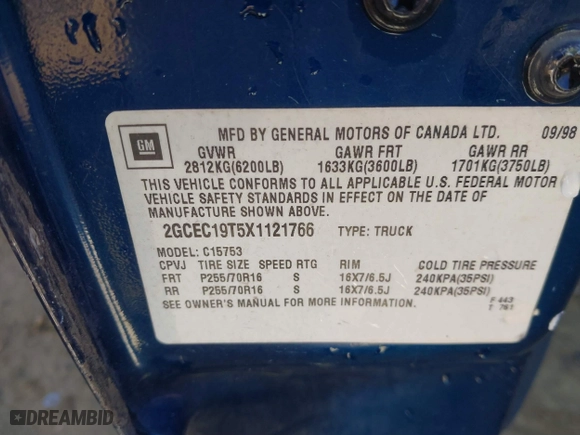 GM
MFD BY GENERAL MOTORS OF CANADA LTD. 09/98
GVWR GAWR FRT GAWR RR
2812KG(6200LB) 1633KG(3600LB) 1701KG(3750LB)
THIS VEHICLE CONFORMS TO ALL APPLICABLE U.S. FEDERAL MOTOR
VEHICLE SAFETY STANDARDS IN EFFECT ON THE DATE OF
MANUFACTURE SHOWN ABOVE.
2GCEC19T5X1121766 TYPE: TRUCK
MODEL: C15753
CPVJ TIRE SIZE SPEED RTG RIM COLD TIRE PRESSURE
FRT P255/70R16 S 16X7/6.5J 240KPA(35PSI)
RR P255/70R16 S 16X7/6.5J 240KPA(35PSI)
SEE OWNER'S MANUAL FOR MORE INFORMATION.
F 443
T 761
DREAMBID